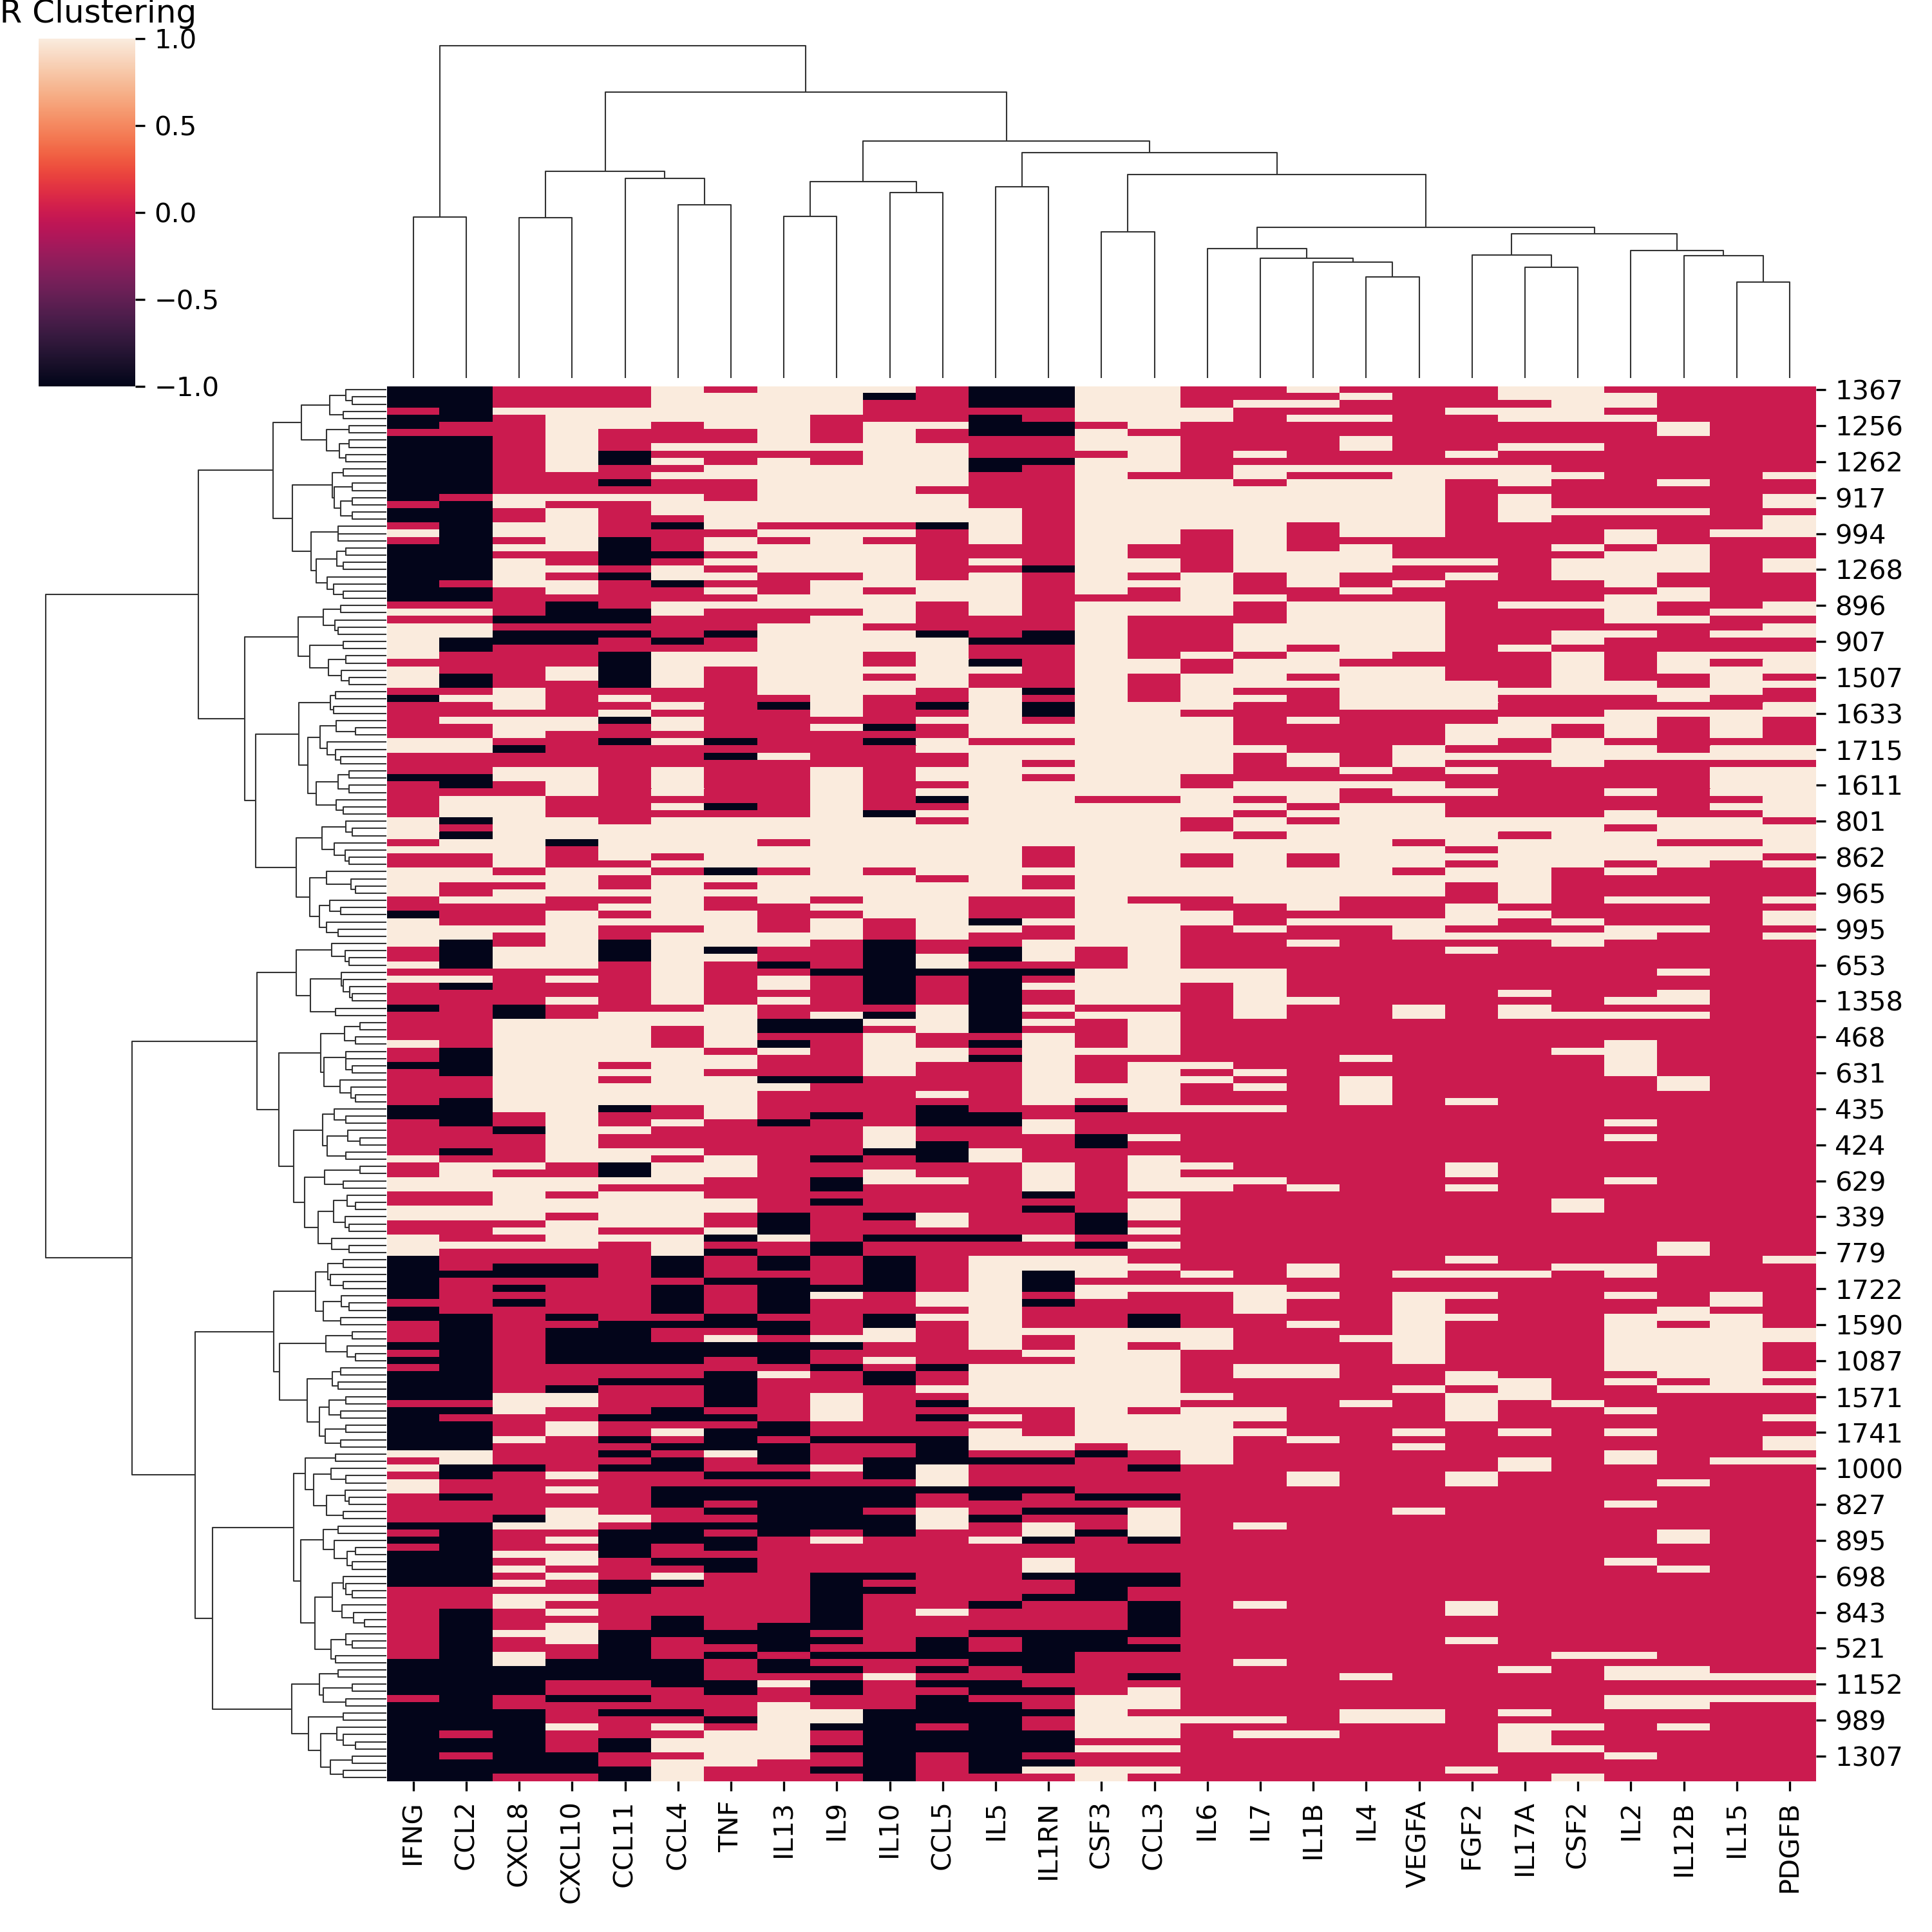 R Clustering
1.0
0.5
0.0
−0.5
−1.0
1367
1256
1262
917
994
1268
896
907
1507
1633
1715
1611
801
862
965
995
653
1358
468
631
435
424
629
339
779
1722
1590
1087
1571
1741
1000
827
895
698
843
521
1152
989
1307
IFNG
CCL2
CXCL8
CXCL10
CCL11
CCL4
TNF
IL13
IL9
IL10
CCL5
IL5
IL1RN
CSF3
CCL3
IL6
IL7
IL1B
IL4
VEGFA
FGF2
IL17A
CSF2
IL2
IL12B
IL15
PDGFB